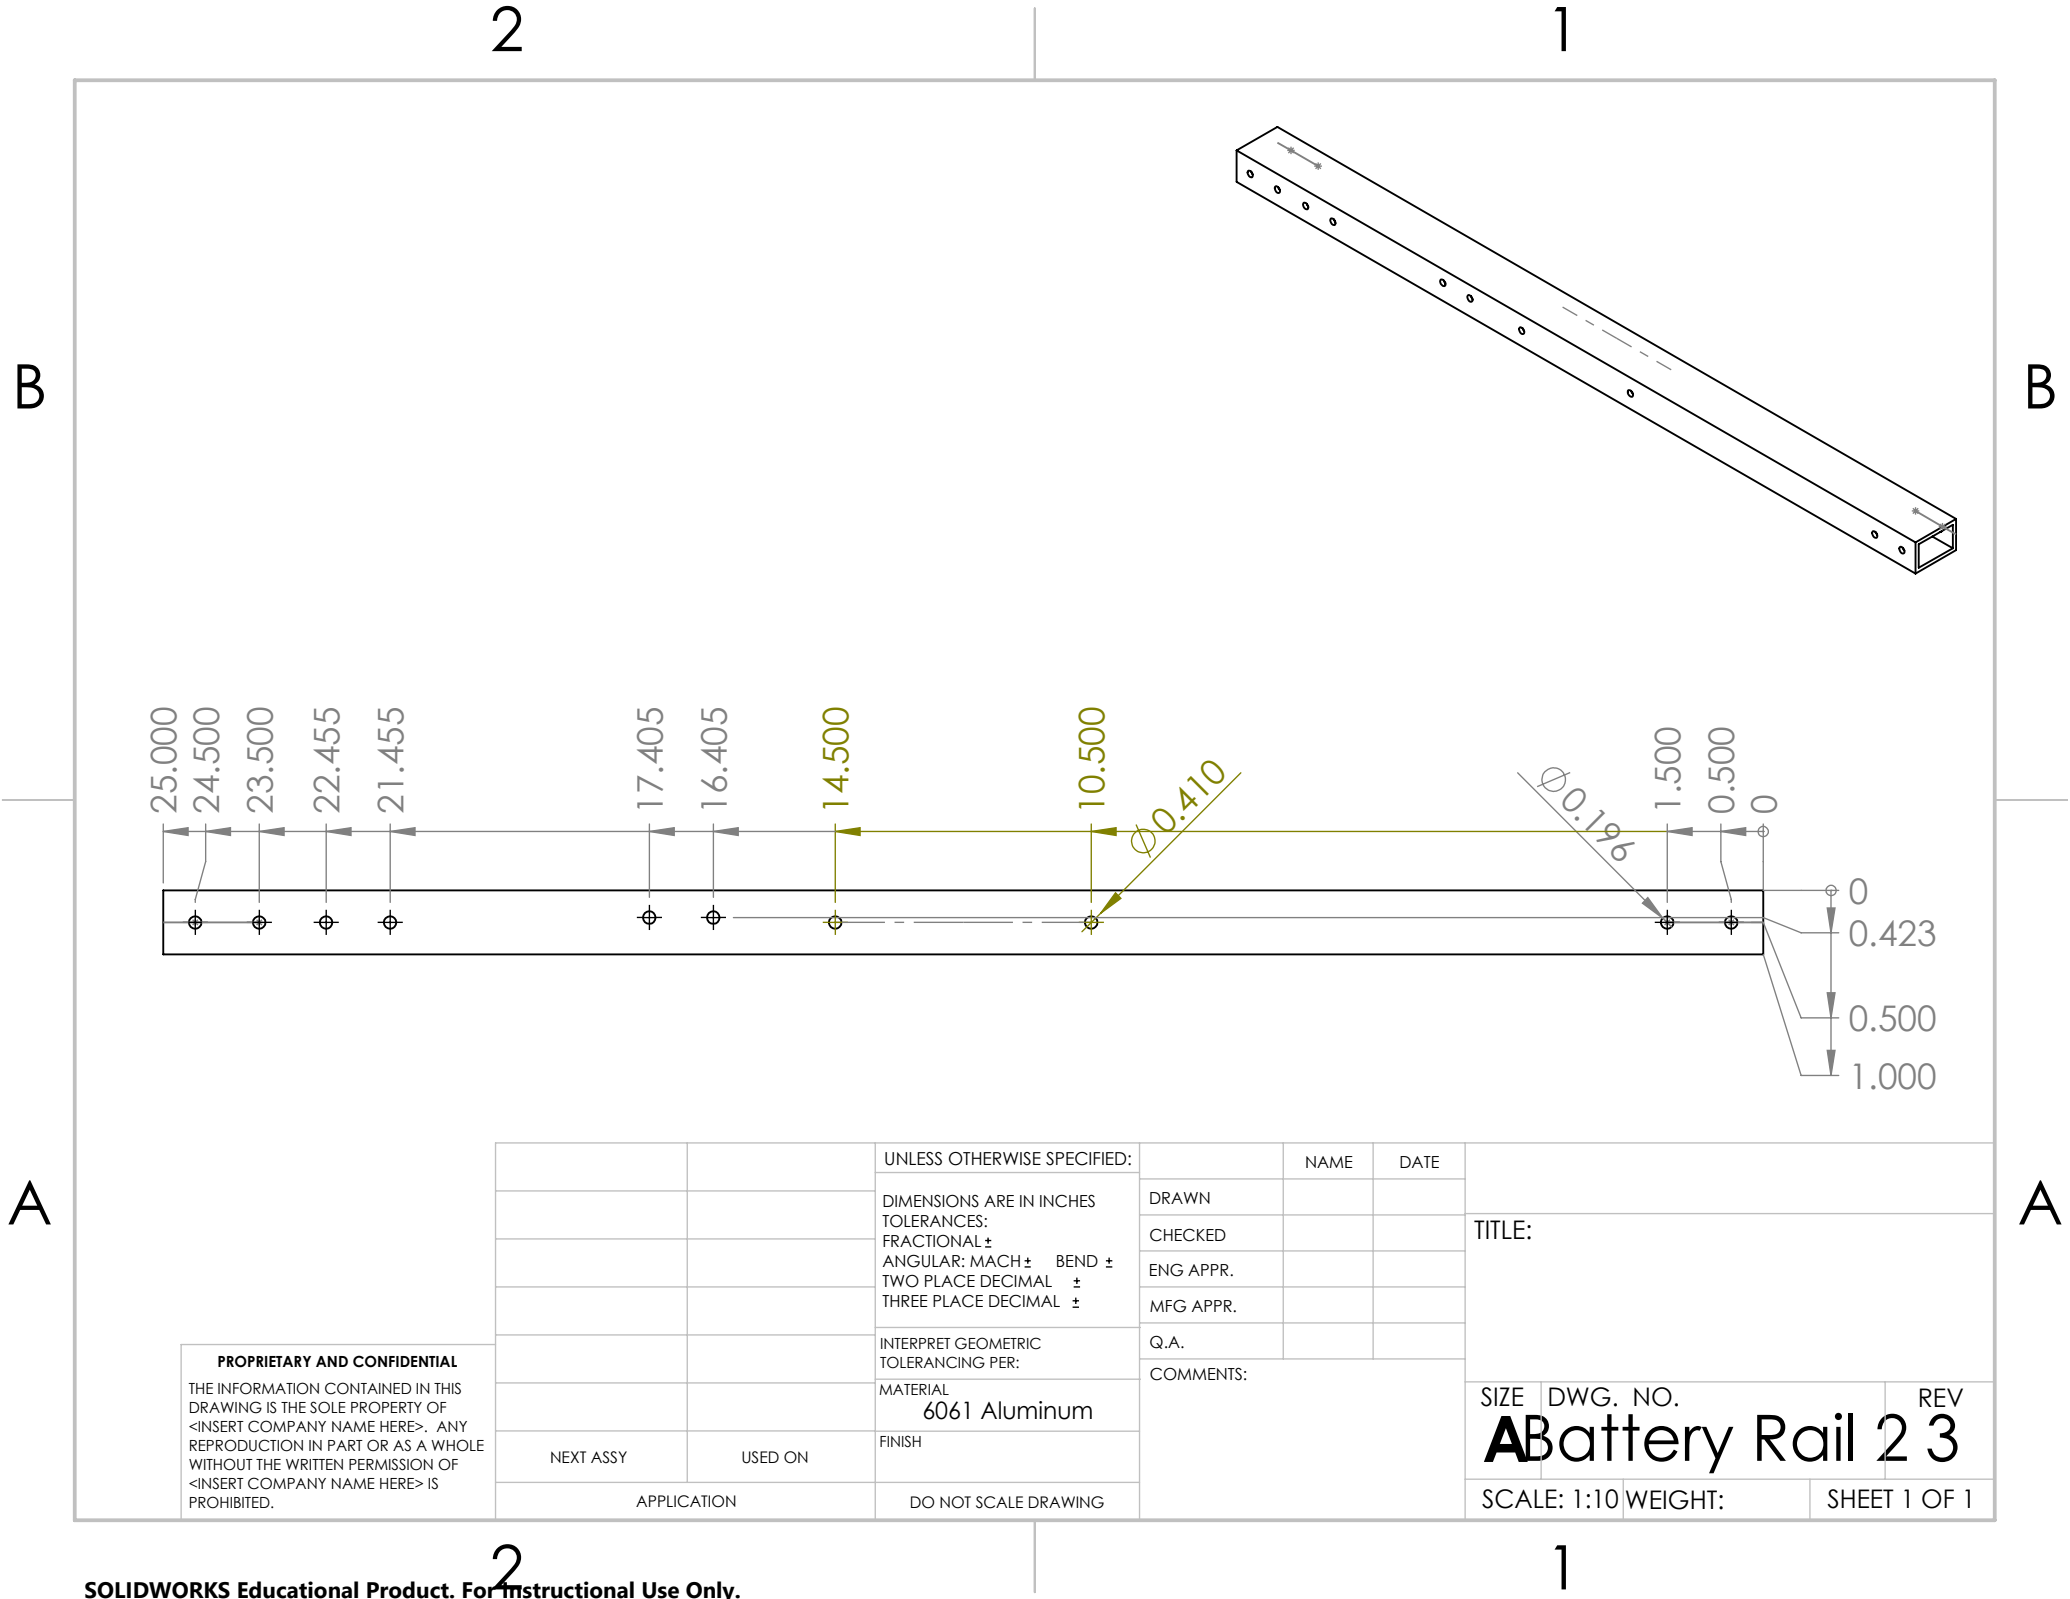 2
1
B
B
25.000
24.500
23.500
22.455
21.455
17.405
16.405
14.500
10.500
Ø0.410
Ø0.196
1.500
0.500
0
0
0.423
0.500
1.000
A
A
UNLESS OTHERWISE SPECIFIED:
DIMENSIONS ARE IN INCHES
TOLERANCES:
FRACTIONAL ±
ANGULAR: MACH ± BEND ±
TWO PLACE DECIMAL ±
THREE PLACE DECIMAL ±
INTERPRET GEOMETRIC
TOLERANCING PER:
MATERIAL
6061 Aluminum
FINISH
DO NOT SCALE DRAWING
NAME
DATE
DRAWN
CHECKED
ENG APPR.
MFG APPR.
Q.A.
COMMENTS:
TITLE:
SIZE
DWG. NO.
REV
A
Battery Rail 2
3
SCALE: 1:10
WEIGHT:
SHEET 1 OF 1
PROPRIETARY AND CONFIDENTIAL
THE INFORMATION CONTAINED IN THIS
DRAWING IS THE SOLE PROPERTY OF
<INSERT COMPANY NAME HERE>. ANY
REPRODUCTION IN PART OR AS A WHOLE
WITHOUT THE WRITTEN PERMISSION OF
<INSERT COMPANY NAME HERE> IS
PROHIBITED.
NEXT ASSY
USED ON
APPLICATION
2
1
SOLIDWORKS Educational Product. For Instructional Use Only.